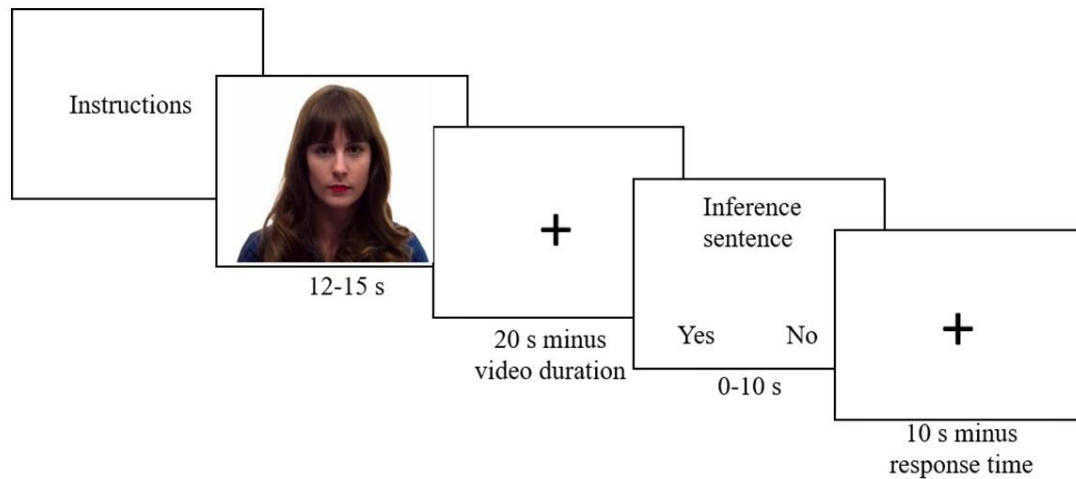 Instructions
12-15 s
+
20 s minus
video duration
Inference
sentence
Yes No
0-10 s
+
10 s minus
response time